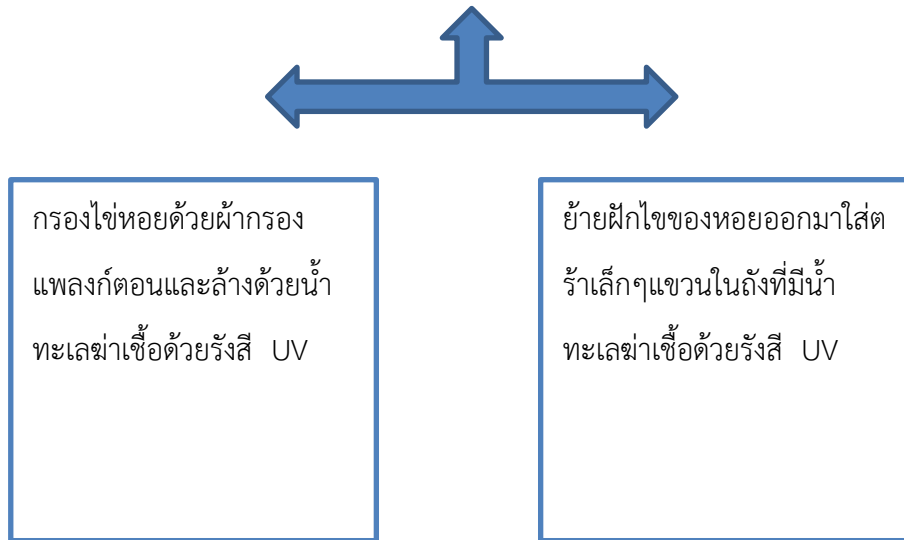 กรองไข่หอยด้วยผ้ากรอง
แพลงก์ตอนและล้างด้วยน้ำ
ทะเลฆ่าเชื้อด้วยรังสี UV
ย้ายฝักไขของหอยออกมาใส่ต
ร้าเล็กๆแขวนในถังที่มีน้ำ
ทะเลฆ่าเชื้อด้วยรังสี UV